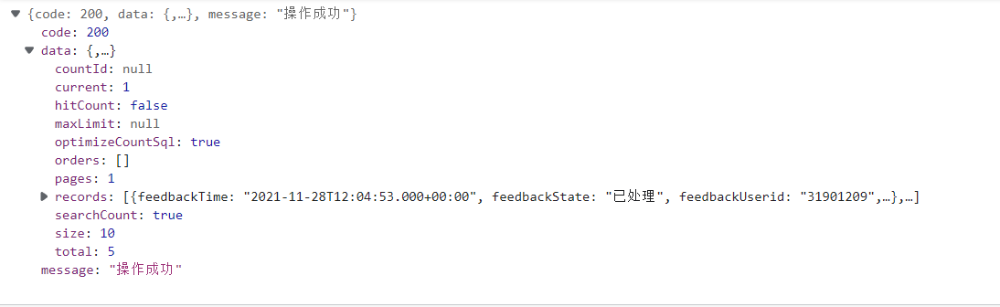 {code: 200, data: {,…}, message: "操作成功"}
code: 200
data: {,…}
countId: null
current: 1
hitCount: false
maxLimit: null
optimizeCountSql: true
orders: []
pages: 1
records: [{feedbackTime: "2021-11-28T12:04:53.000+00:00", feedbackState: "已处理", feedbackUserid: "31901209",…},…]
searchCount: true
size: 10
total: 5
message: "操作成功"